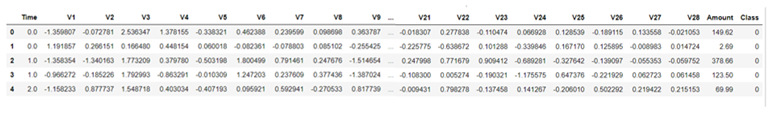 Time V1 V2 V3 V4 V5 V6 V7 V8 V9 ... V21 V22 V23 V24 V25 V26 V27 V28 Amount Class
0 0.0 -1.359807 -0.072781 2.536347 1.378155 -0.338321 0.462388 0.239599 0.098698 0.363787 ... -0.018307 0.277838 -0.110474 0.066928 0.128539 -0.189115 0.133558 -0.021053 149.62 0
1 0.0 1.191857 0.266151 0.166480 0.448154 0.060018 -0.082361 -0.078803 0.085102 -0.255425 ... -0.225775 -0.638672 0.101288 -0.339846 0.167170 0.125895 -0.008983 0.014724 2.69 0
2 1.0 -1.358354 -1.340163 1.773209 0.379780 -0.503198 1.800499 0.791461 0.247676 -1.514654 ... 0.247998 0.771679 0.909412 -0.689281 -0.327642 -0.139097 -0.055353 -0.059752 378.66 0
3 1.0 -0.966272 -0.185226 1.792993 -0.863291 -0.010309 1.247203 0.237609 0.377436 -1.387024 ... -0.108300 0.005274 -0.190321 -1.175575 0.647376 -0.221929 0.062723 0.061458 123.50 0
4 2.0 -1.158233 0.877737 1.548718 0.403034 -0.407193 0.095921 0.592941 -0.270533 0.817739 ... -0.009431 0.798278 -0.137458 0.141267 -0.206010 0.502292 0.219422 0.215153 69.99 0